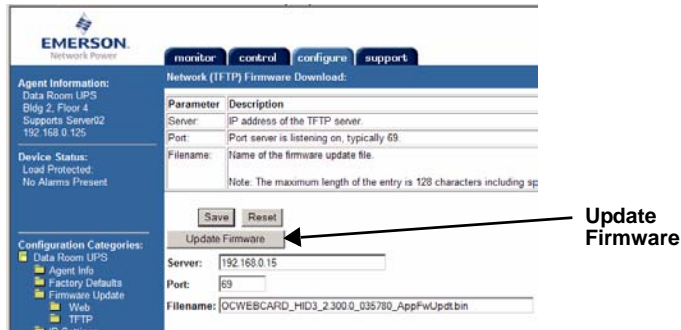 EMERSON.
Network Power
monitor control configure support
Agent Information:
Data Room UPS
Bldg 2, Floor 4
Supports Server02
192.168.0.125
Device Status:
Load Protected:
No Alarms Present
Configuration Categories:
Data Room UPS
Agent Info
Factory Defaults
Firmware Update
Web
TFTP
Network (TFTP) Firmware Download:
Parameter Description
Server: IP address of the TFTP server.
Port: Port server is listening on, typically 69.
Filename: Name of the firmware update file.
Note: The maximum length of the entry is 128 characters including sp
Save Reset
Update Firmware
Server: 192.168.0.15
Port: 69
Filename: OCWEBCARD_HID3_2.300.0_035780_AppFwUpdt.bin
Update
Firmware